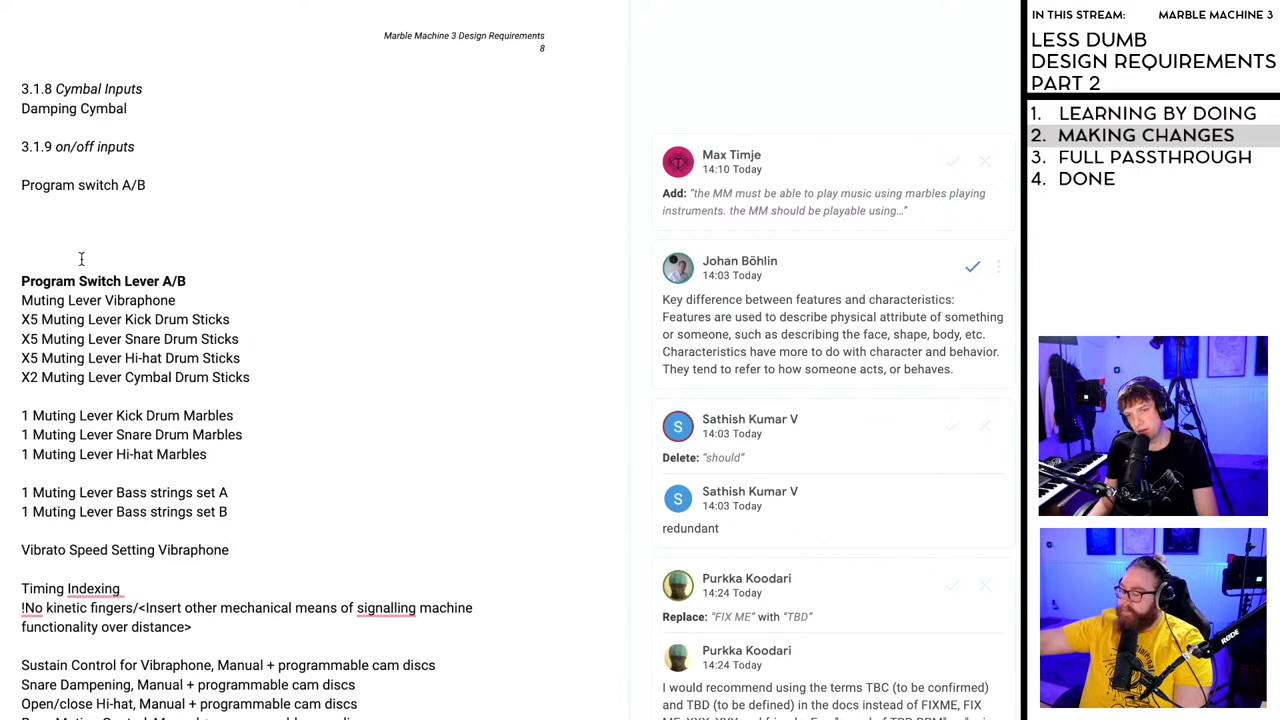 Marble Machine 3 Design Requirements
8
3.1.8 Cymbal Inputs
Damping Cymbal
3.1.9 on/off inputs
Program switch A/B
Program Switch Lever A/B
Muting Lever Vibraphone
X5 Muting Lever Kick Drum Sticks
X5 Muting Lever Snare Drum Sticks
X5 Muting Lever Hi-hat Drum Sticks
X2 Muting Lever Cymbal Drum Sticks
1 Muting Lever Kick Drum Marbles
1 Muting Lever Snare Drum Marbles
1 Muting Lever Hi-hat Marbles
1 Muting Lever Bass strings set A
1 Muting Lever Bass strings set B
Vibrato Speed Setting Vibraphone
Timing Indexing
!No kinetic fingers/<Insert other mechanical means of signalling machine
functionality over distance>
Sustain Control for Vibraphone, Manual + programmable cam discs
Snare Dampening, Manual + programmable cam discs
Open/close Hi-hat, Manual + programmable cam discs
Max Timje
14:10 Today
Add: “the MM must be able to play music using marbles playing
instruments. the MM should be playable using…”
Johan Böhlin
14:03 Today
Key difference between features and characteristics:
Features are used to describe physical attribute of something
or someone, such as describing the face, shape, body, etc.
Characteristics have more to do with character and behavior.
They tend to refer to how someone acts, or behaves.
S
Sathish Kumar V
14:03 Today
Delete: “should”
S
Sathish Kumar V
14:03 Today
redundant
Purkka Koodari
14:24 Today
Replace: “FIX ME” with “TBD”
Purkka Koodari
14:24 Today
I would recommend using the terms TBC (to be confirmed)
and TBD (to be defined) in the docs instead of FIXME, FIX
IN THIS STREAM: MARBLE MACHINE 3
LESS DUMB
DESIGN REQUIREMENTS
PART 2
1. LEARNING BY DOING
2. MAKING CHANGES
3. FULL PASSTHROUGH
4. DONE
RØDE